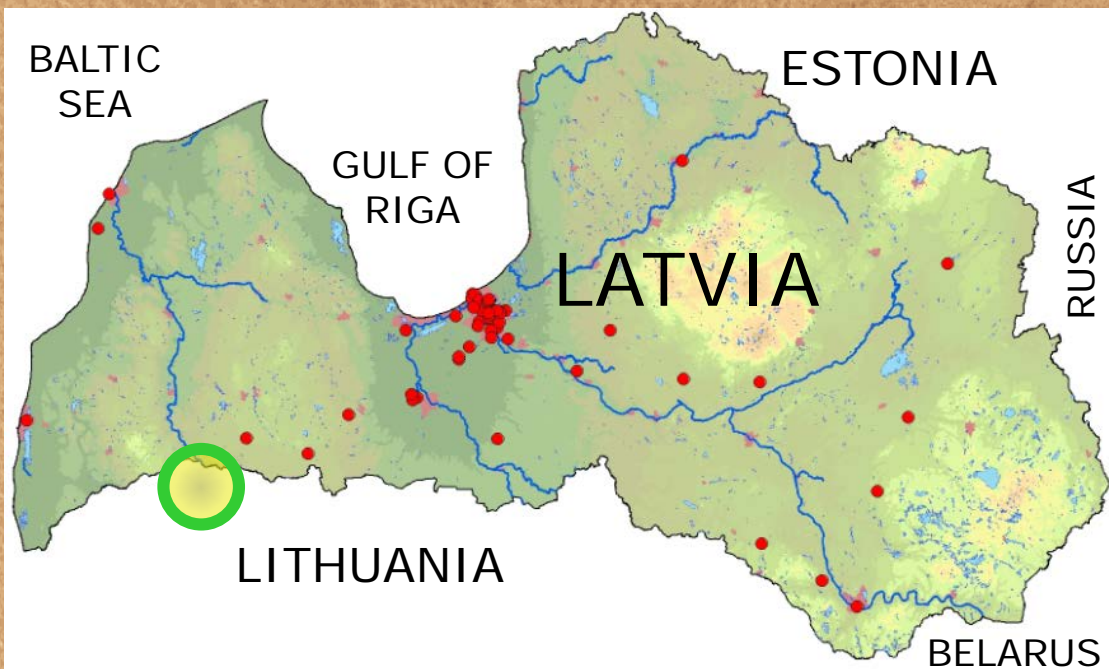 BALTIC
SEA
ESTONIA
GULF OF
RIGA
RUSSIA
LATVIA
LITHUANIA
BELARUS